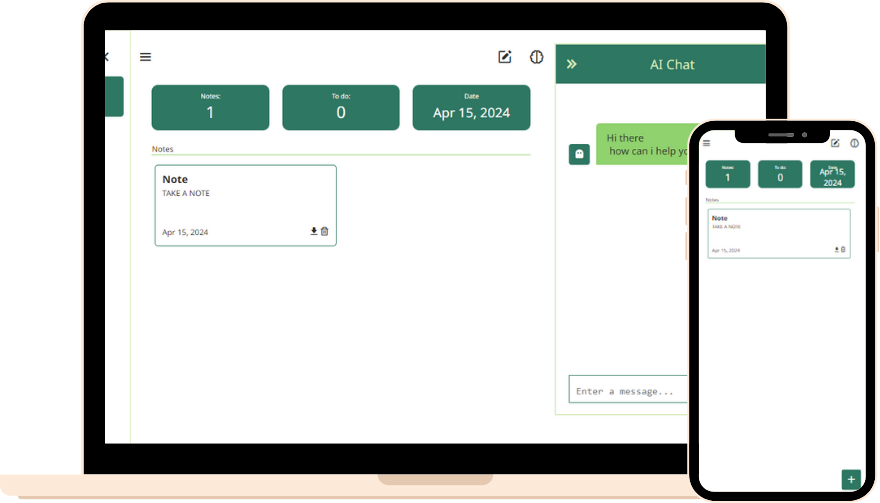 AI Chat
Notes:
1
To do:
0
Date
Apr 15, 2024
Notes
Note
TAKE A NOTE
Apr 15, 2024
Hi there
how can i help yo
Enter a message...
Notes:
1
To do:
0
Date
Apr 15,
2024
Notes
Note
TAKE A NOTE
Apr 15, 2024